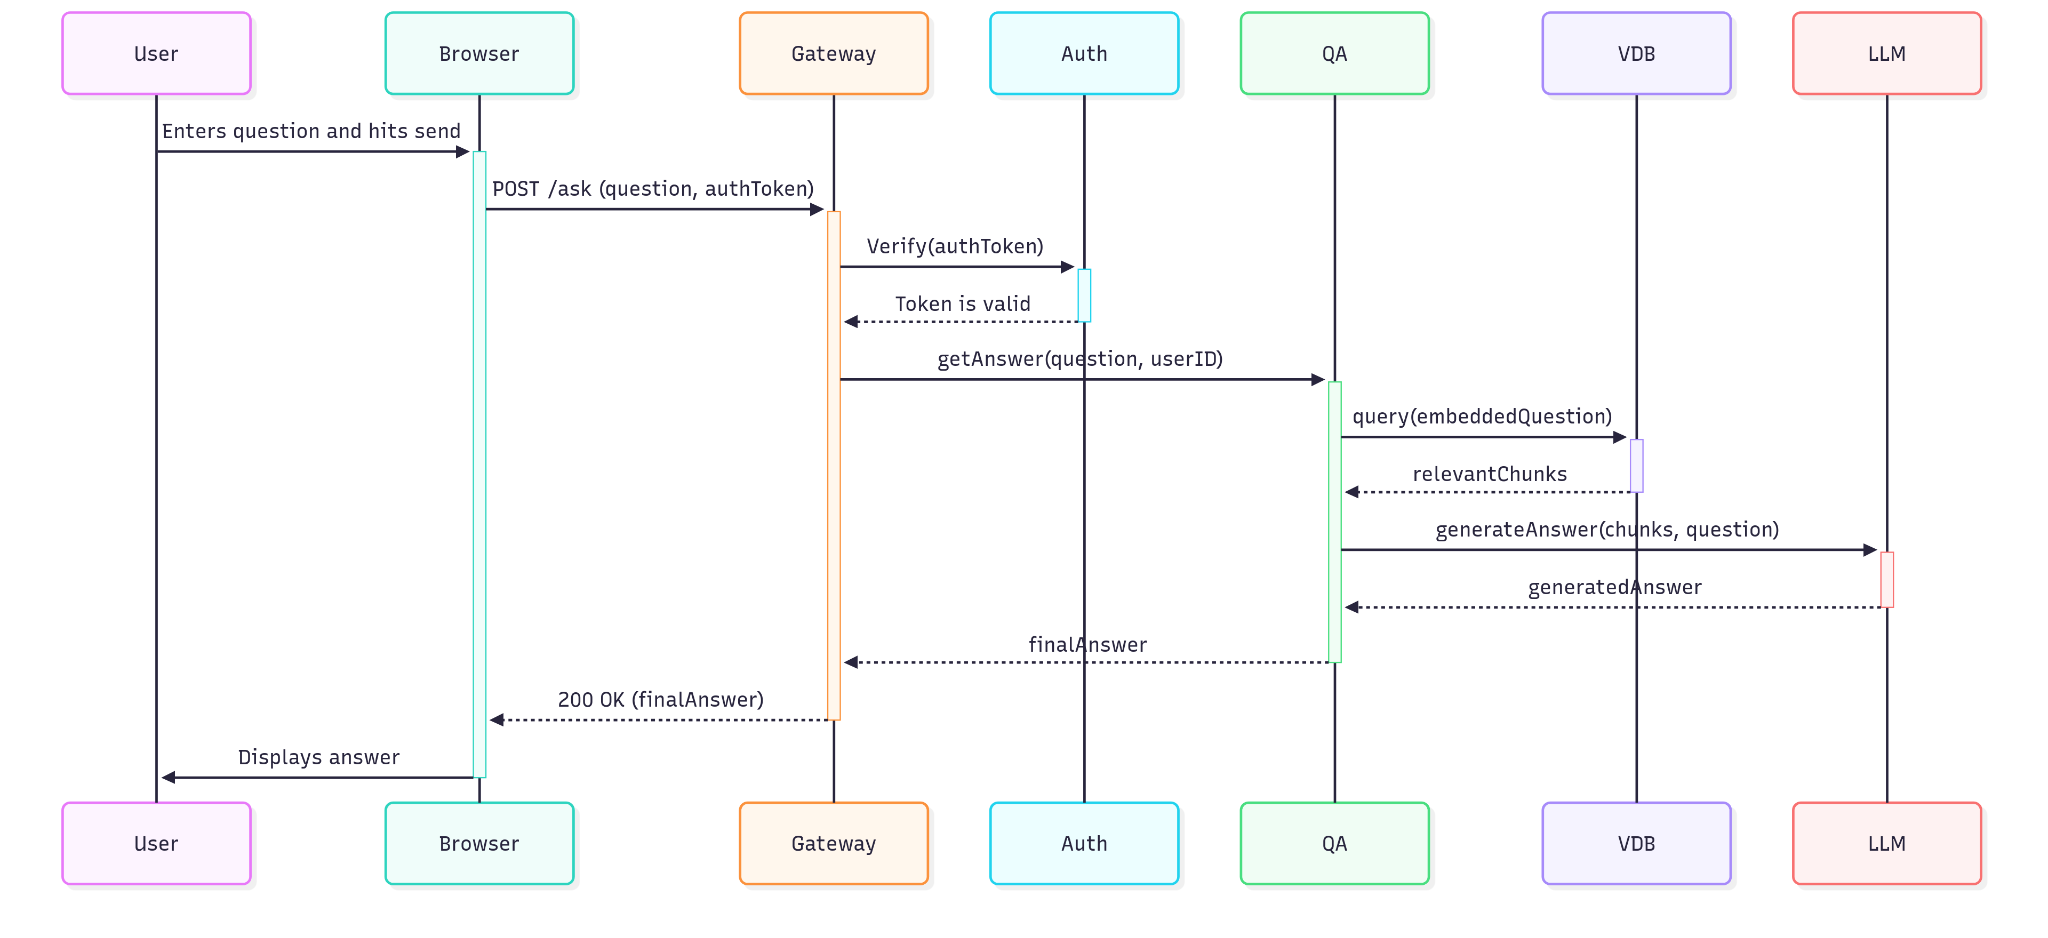 User
Browser
Gateway
Auth
QA
VDB
LLM
Enters question and hits send
POST /ask (question, authToken)
Verify(authToken)
Token is valid
getAnswer(question, userID)
query(embeddedQuestion)
relevantChunks
generateAnswer(chunks, question)
generatedAnswer
finalAnswer
200 OK (finalAnswer)
Displays answer
User
Browser
Gateway
Auth
QA
VDB
LLM